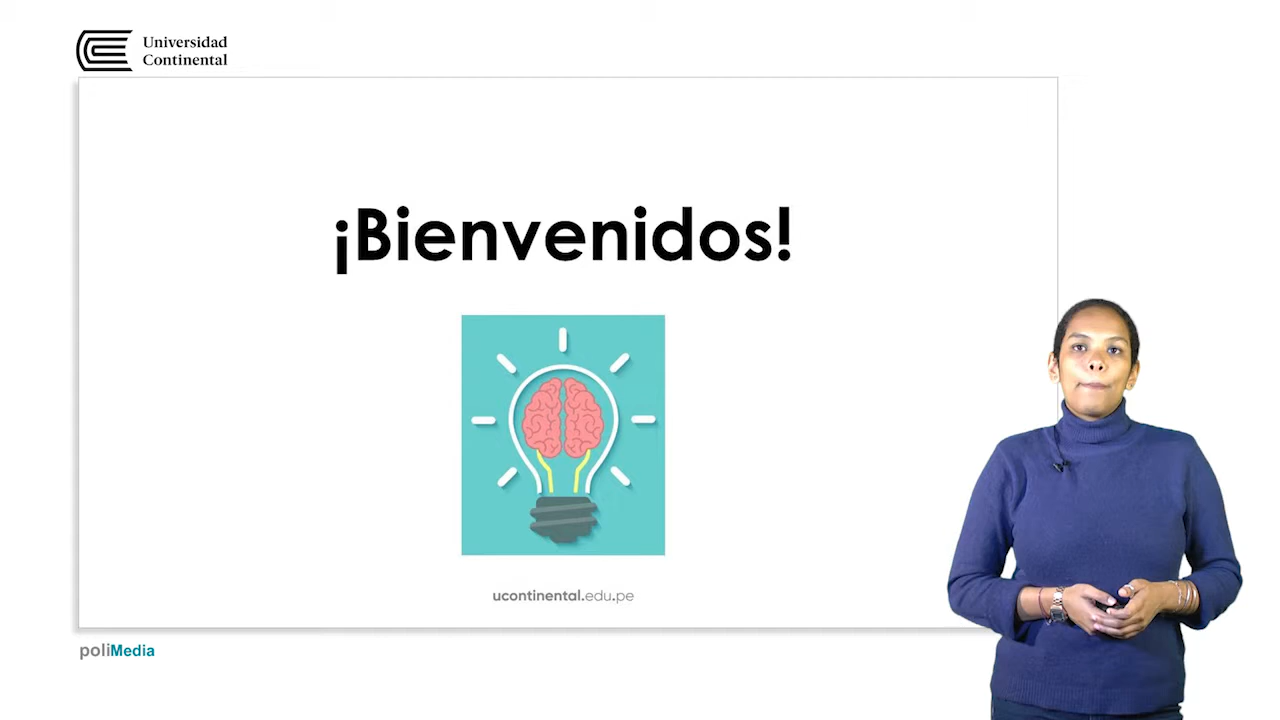 Universidad
Continental
¡Bienvenidos!
ucontinental.edu.pe
poliMedia